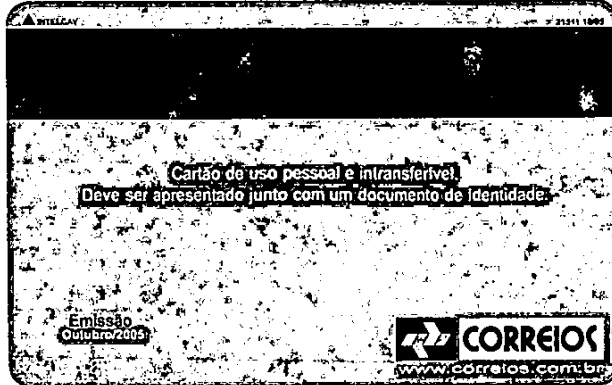 INTELCAV
Cartão de uso pessoal e intransferível.
Deve ser apresentado junto com um documento de identidade.
Emissão
Outubro/2005
CORREIOS
www.correios.com.br